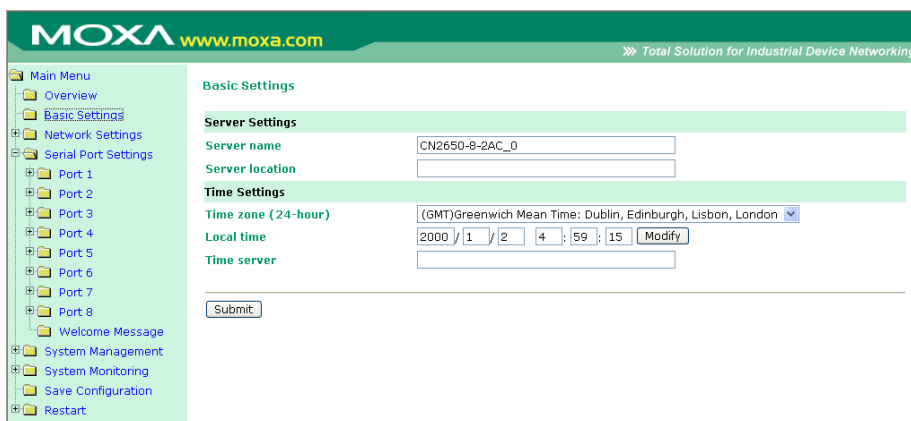 MOXA www.moxa.com
Total Solution for Industrial Device Networking
Main Menu
Overview
Basic Settings
Network Settings
Serial Port Settings
Port 1
Port 2
Port 3
Port 4
Port 5
Port 6
Port 7
Port 8
Welcome Message
System Management
System Monitoring
Save Configuration
Restart
Basic Settings
Server Settings
Server name CN2650-8-2AC_0
Server location
Time Settings
Time zone (24-hour) (GMT)Greenwich Mean Time: Dublin, Edinburgh, Lisbon, London
Local time 2000 / 1 / 2 4 : 59 : 15 Modify
Time server
Submit